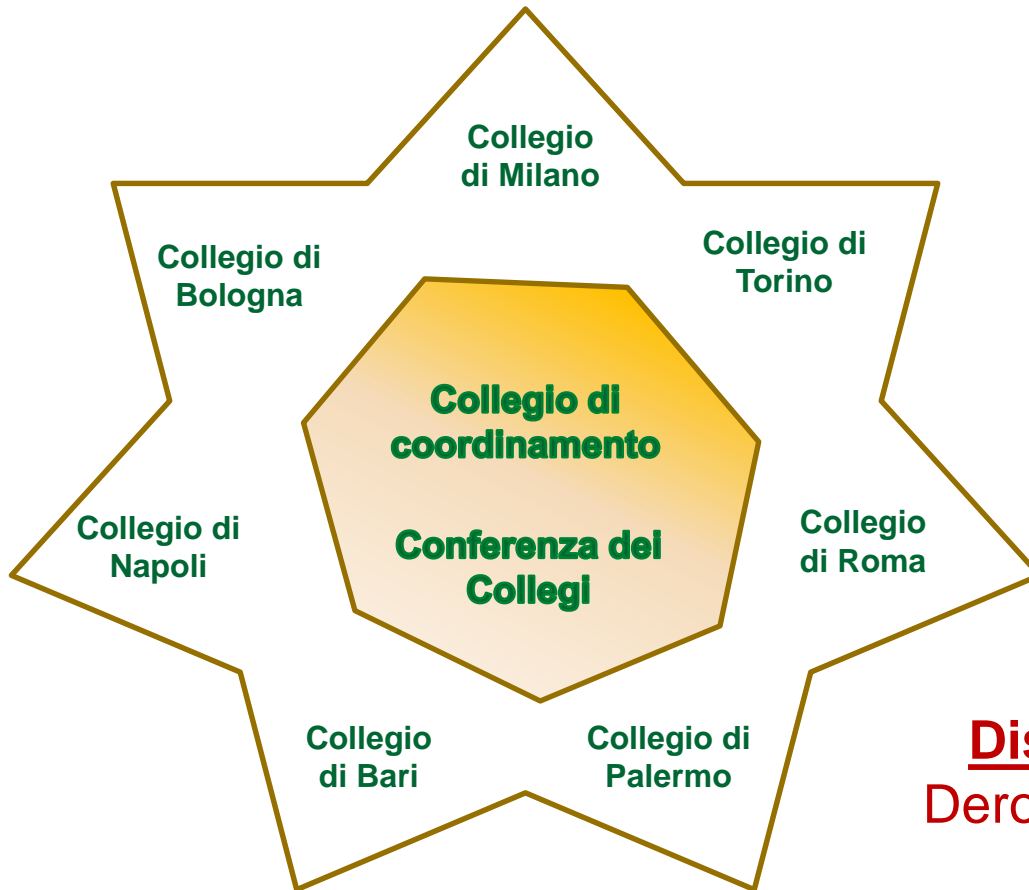 Collegio
di Milano
Collegio di
Bologna
Collegio di
Torino
Collegio di
coordinamento
Conferenza dei
Collegi
Collegio di
Napoli
Collegio
di Roma
Collegio
di Bari
Collegio di
Palermo